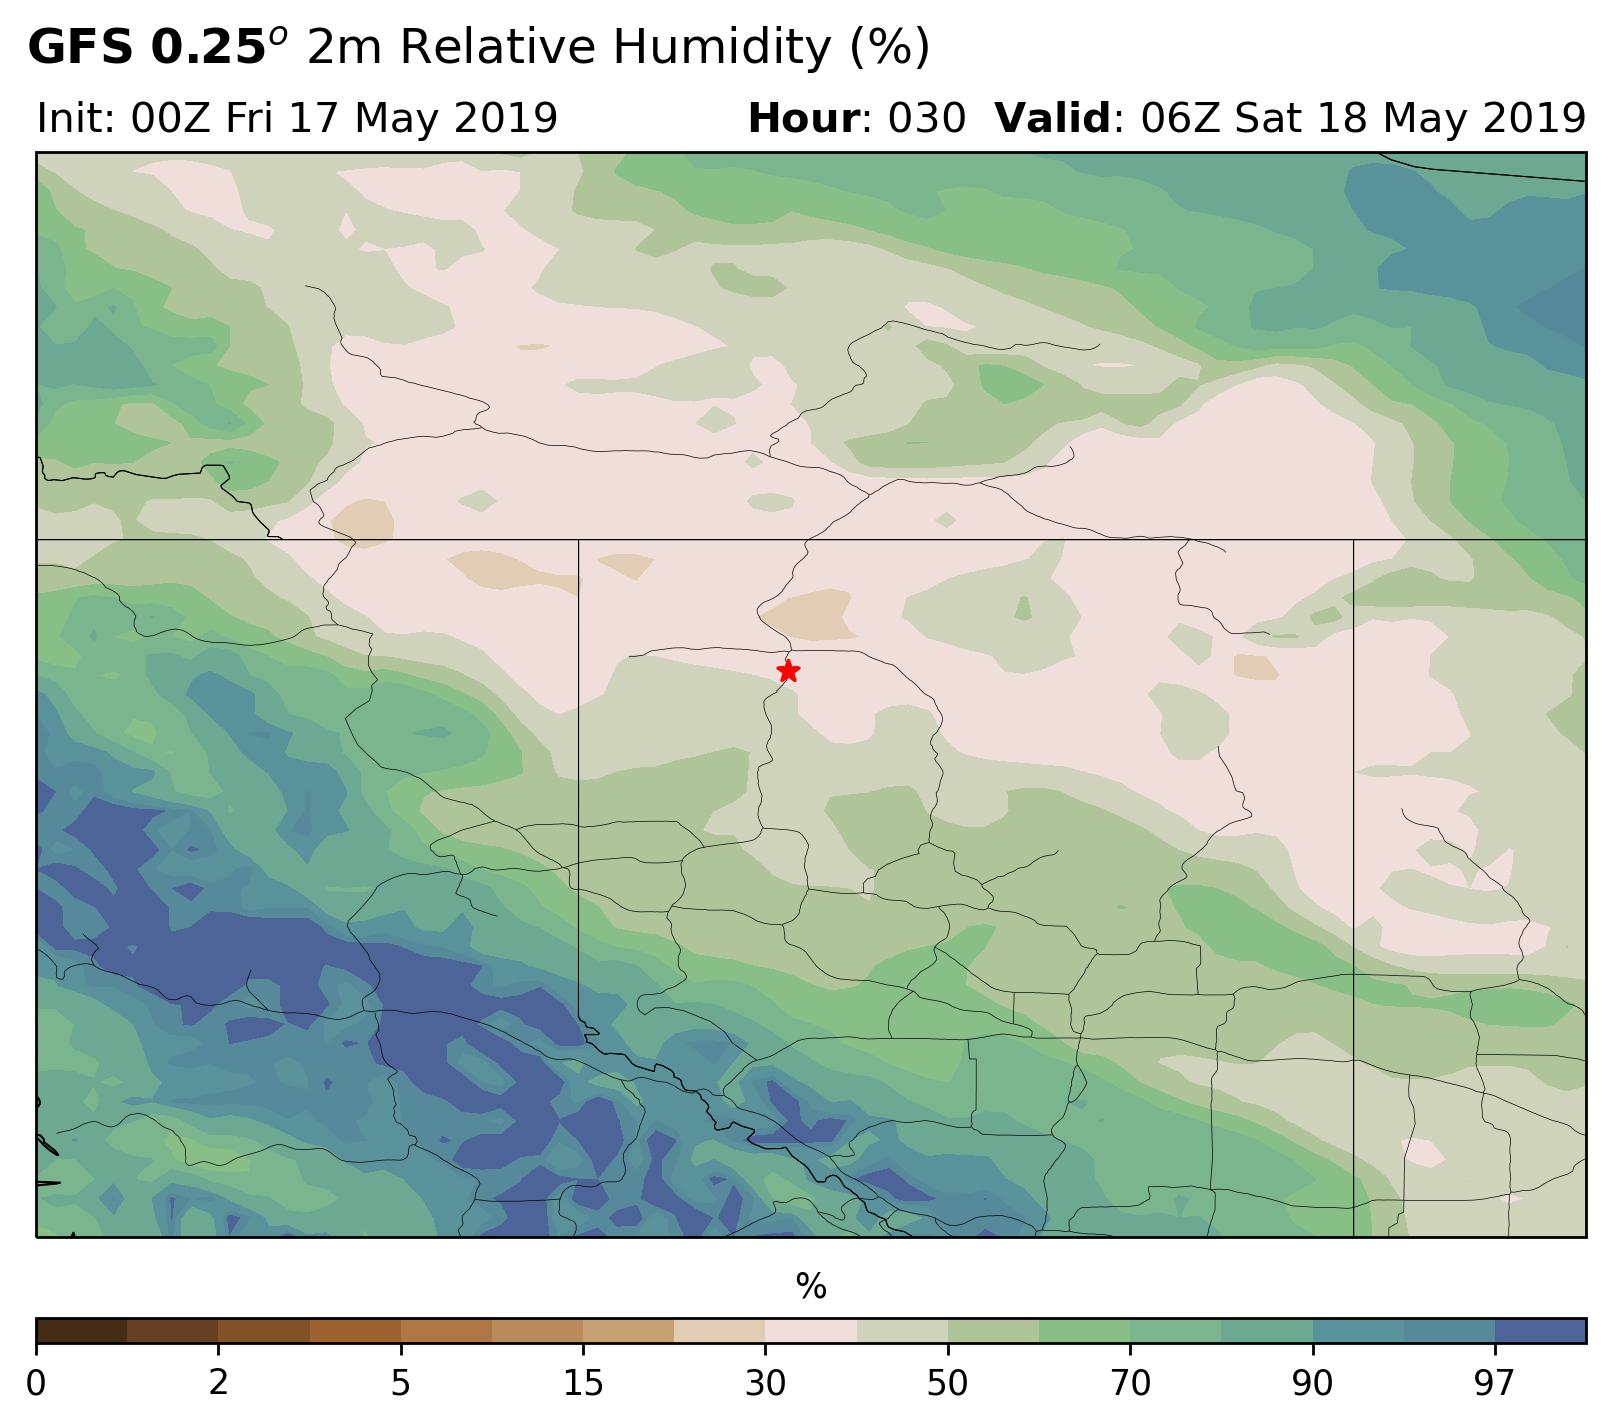 GFS 0.25° 2m Relative Humidity (%)
Init: 00Z Fri 17 May 2019 Hour: 030 Valid: 06Z Sat 18 May 2019
%
0 2 5 15 30 50 70 90 97